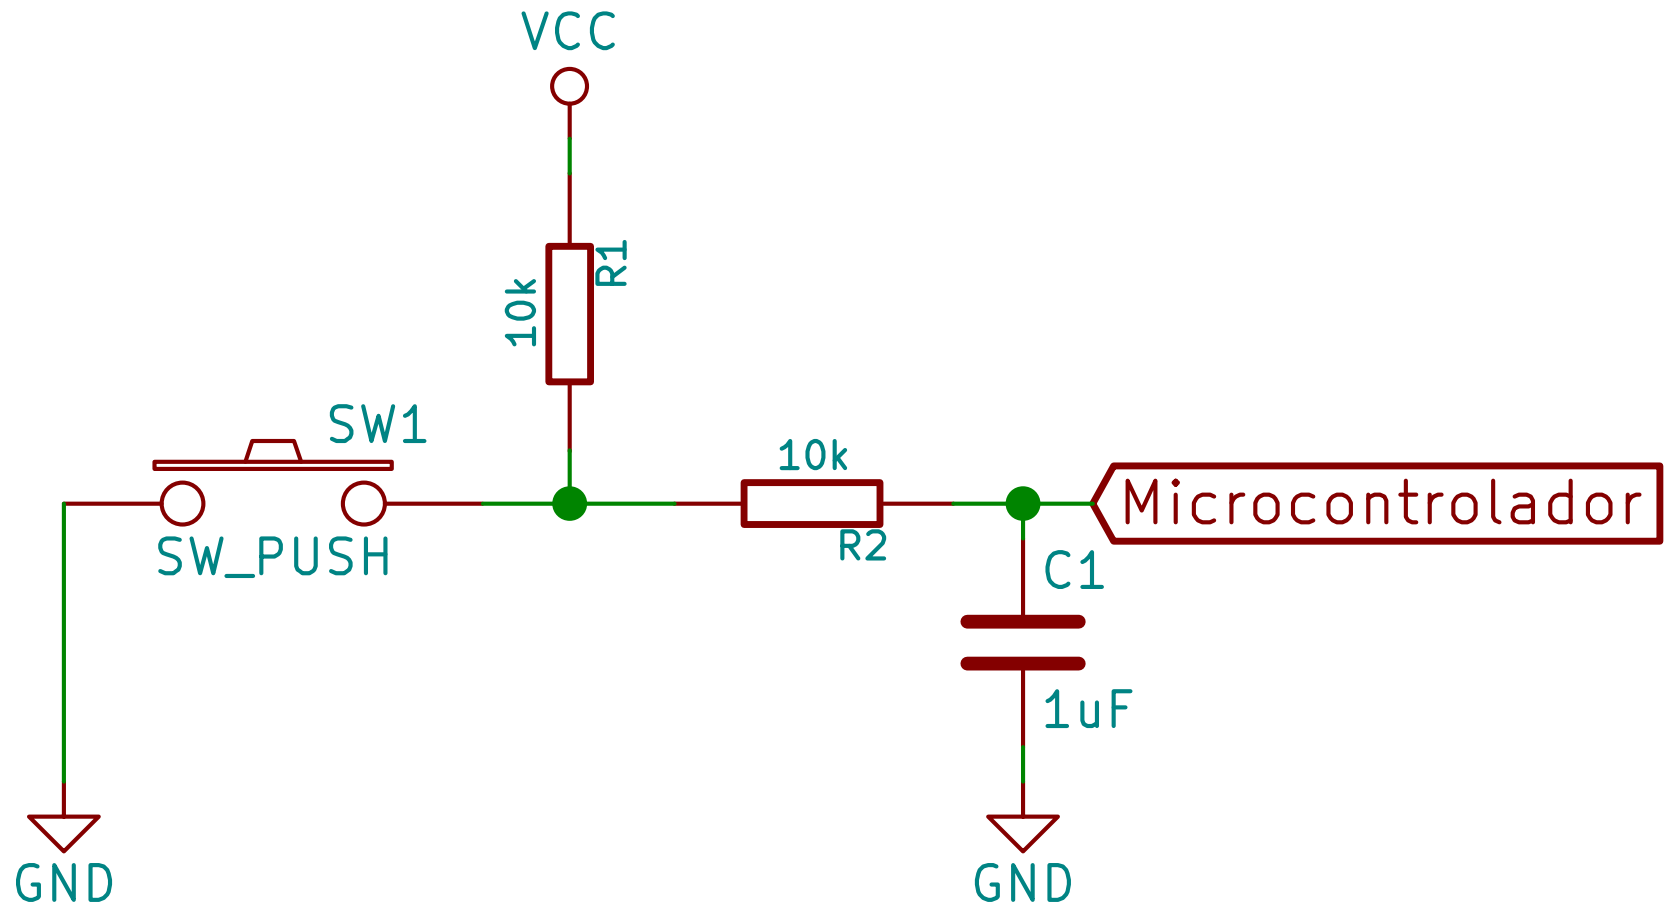 VCC
R1
10k
SW1
10k
Microcontrolador
SW_PUSH
R2
C1
1uF
GND
GND